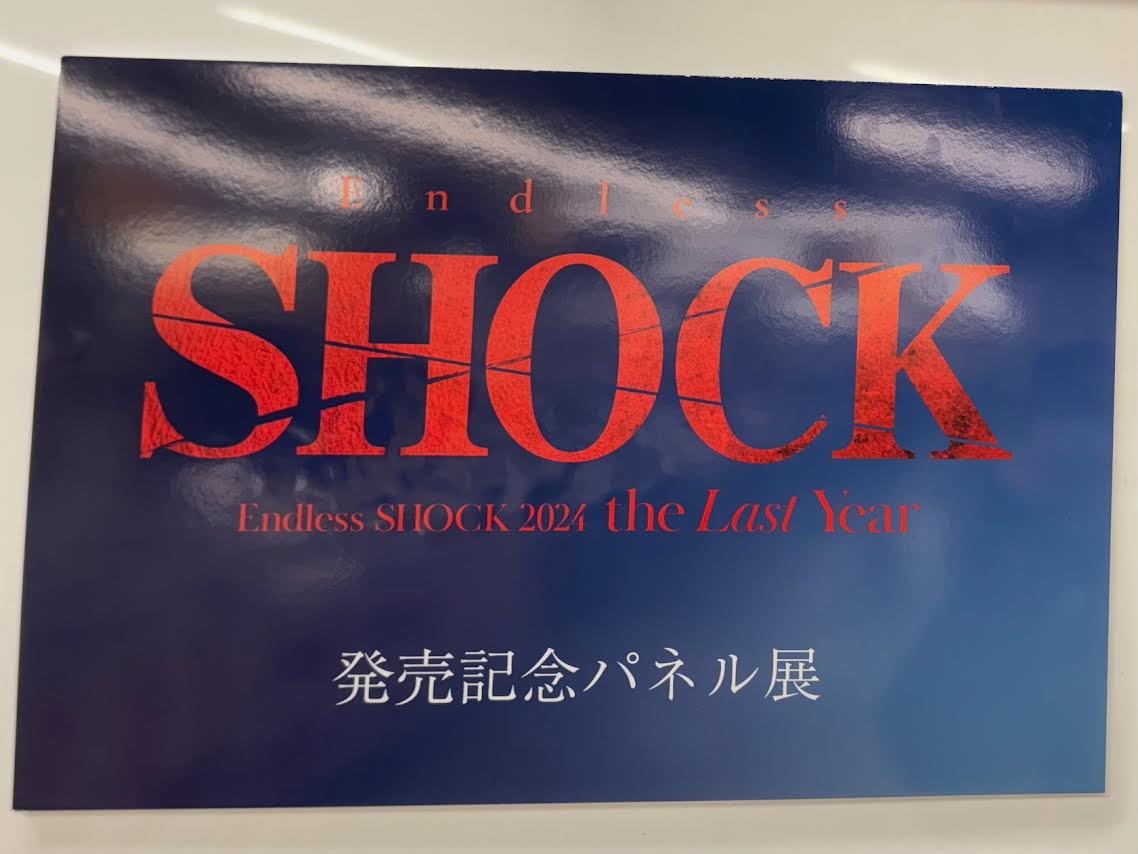 Endless
SHOCK
Endless SHOCK 2024 the Last Year
発売記念パネル展